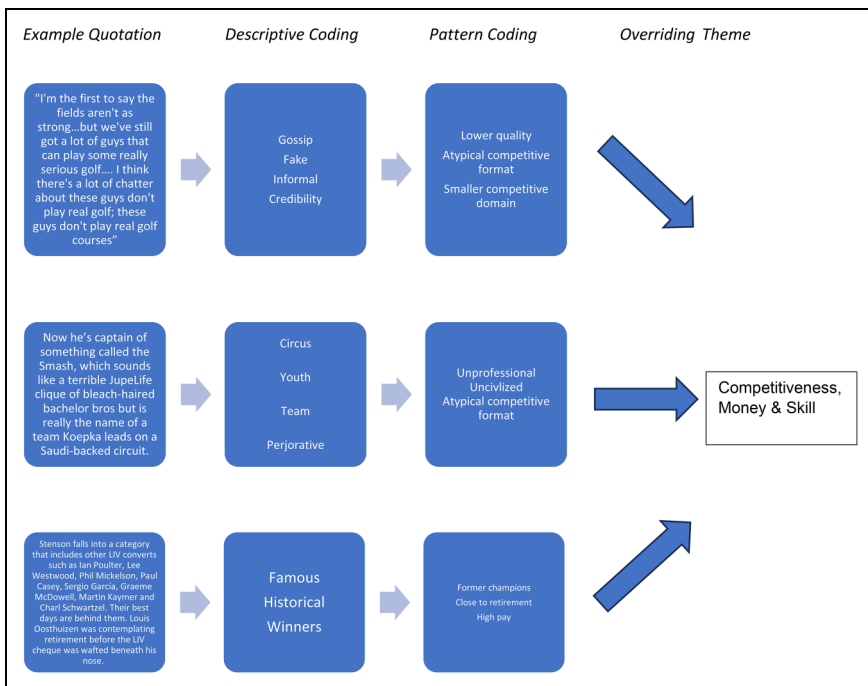 Example Quotation
Descriptive Coding
Pattern Coding
Overriding Theme
"I'm the first to say the
fields aren't as
strong...but we've still
got a lot of guys that
can play some really
serious golf.... I think
there's a lot of chatter
about these guys don't
play real golf; these
guys don't play real golf
courses”
Gossip
Fake
Informal
Credibility
Lower quality
Atypical competitive
format
Smaller competitive
domain
Now he's captain of
something called the
Smash, which sounds
like a terrible JupeLife
clique of bleach-haired
bachelor bros but is
really the name of a
team Koepka leads on a
Saudi-backed circuit.
Circus
Youth
Team
Perjorative
Unprofessional
Uncivlized
Atypical competitive
format
Competitiveness,
Money & Skill
Stenson falls into a category
that includes other LIV converts
such as Ian Poulter, Lee
Westwood, Phil Mickelson, Paul
Casey, Sergio García, Graeme
McDowell, Martin Kaymer and
Charl Schwartzel. Their best
days are behind them. Louis
Oosthuizen was contemplating
retirement before the LIV
cheque was wafted beneath his
nose.
Famous
Historical
Winners
Former champions
Close to retirement
High pay